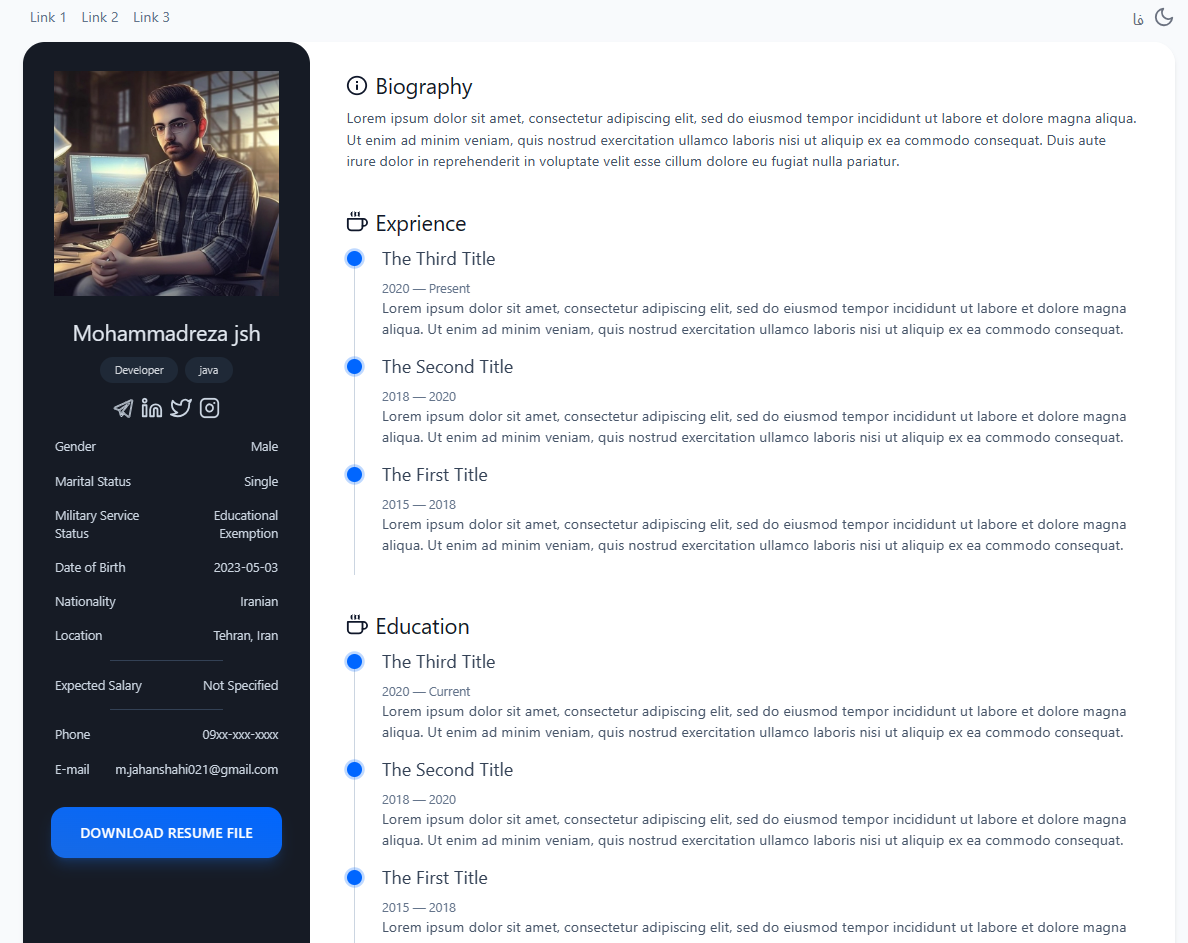 Link 1 Link 2 Link 3
فا
Mohammadreza jsh
Developer java
Gender Male
Marital Status Single
Military Service Educational
Status Exemption
Date of Birth 2023-05-03
Nationality Iranian
Location Tehran, Iran
Expected Salary Not Specified
Phone 09xx-xxx-xxxx
E-mail m.jahanshahi021@gmail.com
DOWNLOAD RESUME FILE
Biography
Lorem ipsum dolor sit amet, consectetur adipiscing elit, sed do eiusmod tempor incididunt ut labore et dolore magna aliqua.
Ut enim ad minim veniam, quis nostrud exercitation ullamco laboris nisi ut aliquip ex ea commodo consequat. Duis aute
irure dolor in reprehenderit in voluptate velit esse cillum dolore eu fugiat nulla pariatur.
Exprience
The Third Title
2020 — Present
Lorem ipsum dolor sit amet, consectetur adipiscing elit, sed do eiusmod tempor incididunt ut labore et dolore magna
aliqua. Ut enim ad minim veniam, quis nostrud exercitation ullamco laboris nisi ut aliquip ex ea commodo consequat.
The Second Title
2018 — 2020
Lorem ipsum dolor sit amet, consectetur adipiscing elit, sed do eiusmod tempor incididunt ut labore et dolore magna
aliqua. Ut enim ad minim veniam, quis nostrud exercitation ullamco laboris nisi ut aliquip ex ea commodo consequat.
The First Title
2015 — 2018
Lorem ipsum dolor sit amet, consectetur adipiscing elit, sed do eiusmod tempor incididunt ut labore et dolore magna
aliqua. Ut enim ad minim veniam, quis nostrud exercitation ullamco laboris nisi ut aliquip ex ea commodo consequat.
Education
The Third Title
2020 — Current
Lorem ipsum dolor sit amet, consectetur adipiscing elit, sed do eiusmod tempor incididunt ut labore et dolore magna
aliqua. Ut enim ad minim veniam, quis nostrud exercitation ullamco laboris nisi ut aliquip ex ea commodo consequat.
The Second Title
2018 — 2020
Lorem ipsum dolor sit amet, consectetur adipiscing elit, sed do eiusmod tempor incididunt ut labore et dolore magna
aliqua. Ut enim ad minim veniam, quis nostrud exercitation ullamco laboris nisi ut aliquip ex ea commodo consequat.
The First Title
2015 — 2018
Lorem ipsum dolor sit amet, consectetur adipiscing elit, sed do eiusmod tempor incididunt ut labore et dolore magna